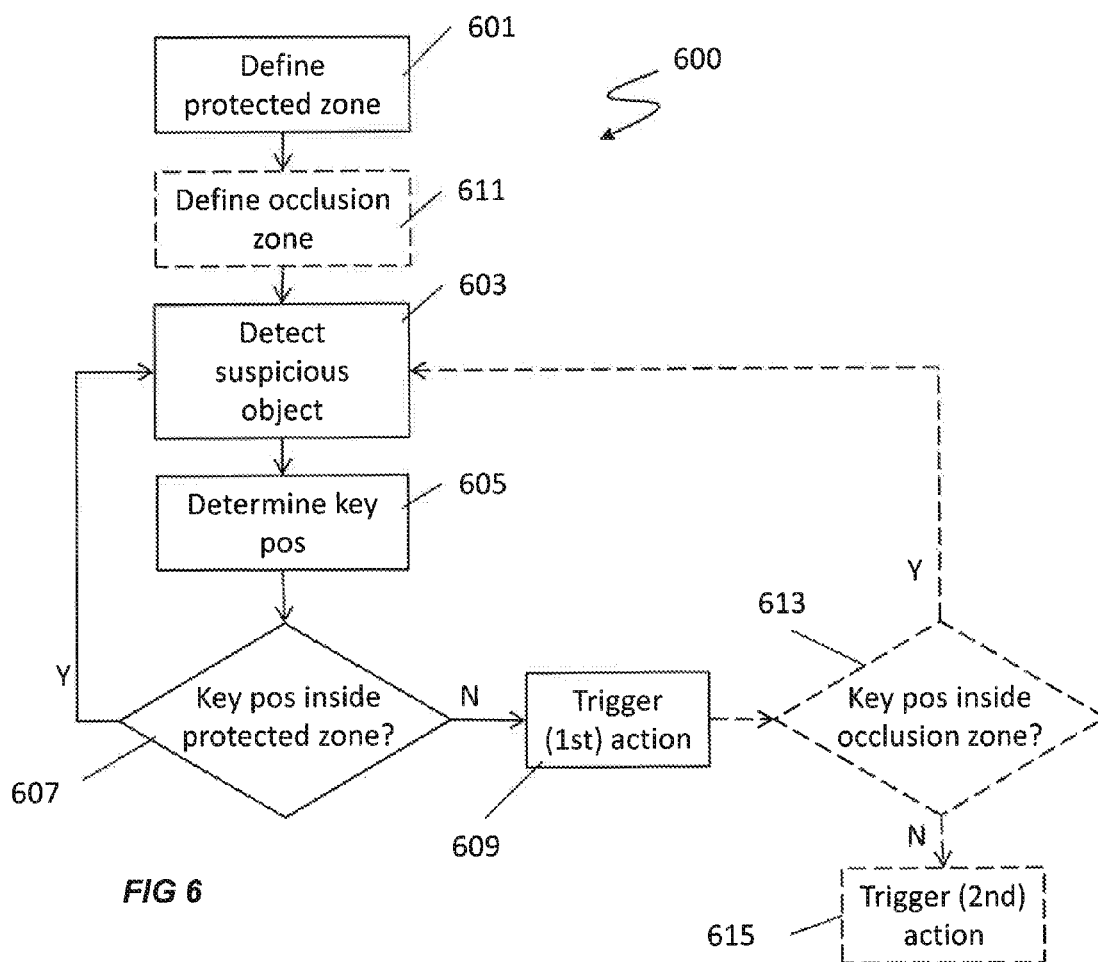 601
Define
protected zone
600
Define occlusion
zone
611
603
Detect
suspicious
object
Determine key
pos
605
Y
613
Y
Key pos inside
protected zone?
N
Trigger
(1st) action
Key pos inside
occlusion zone?
607
609
N
FIG 6
Trigger (2nd)
action
615